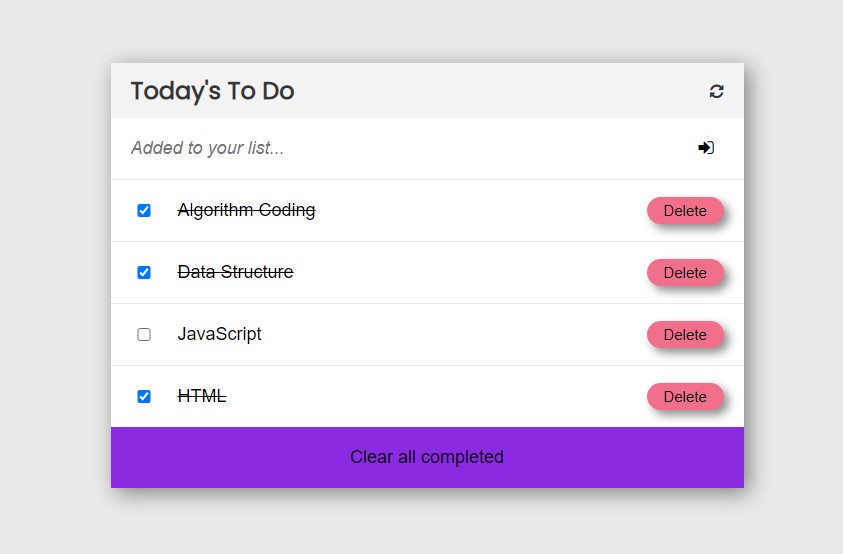 Today's To Do
Added to your list...
Algorithm Coding Delete
Data Structure Delete
JavaScript Delete
HTML Delete
Clear all completed